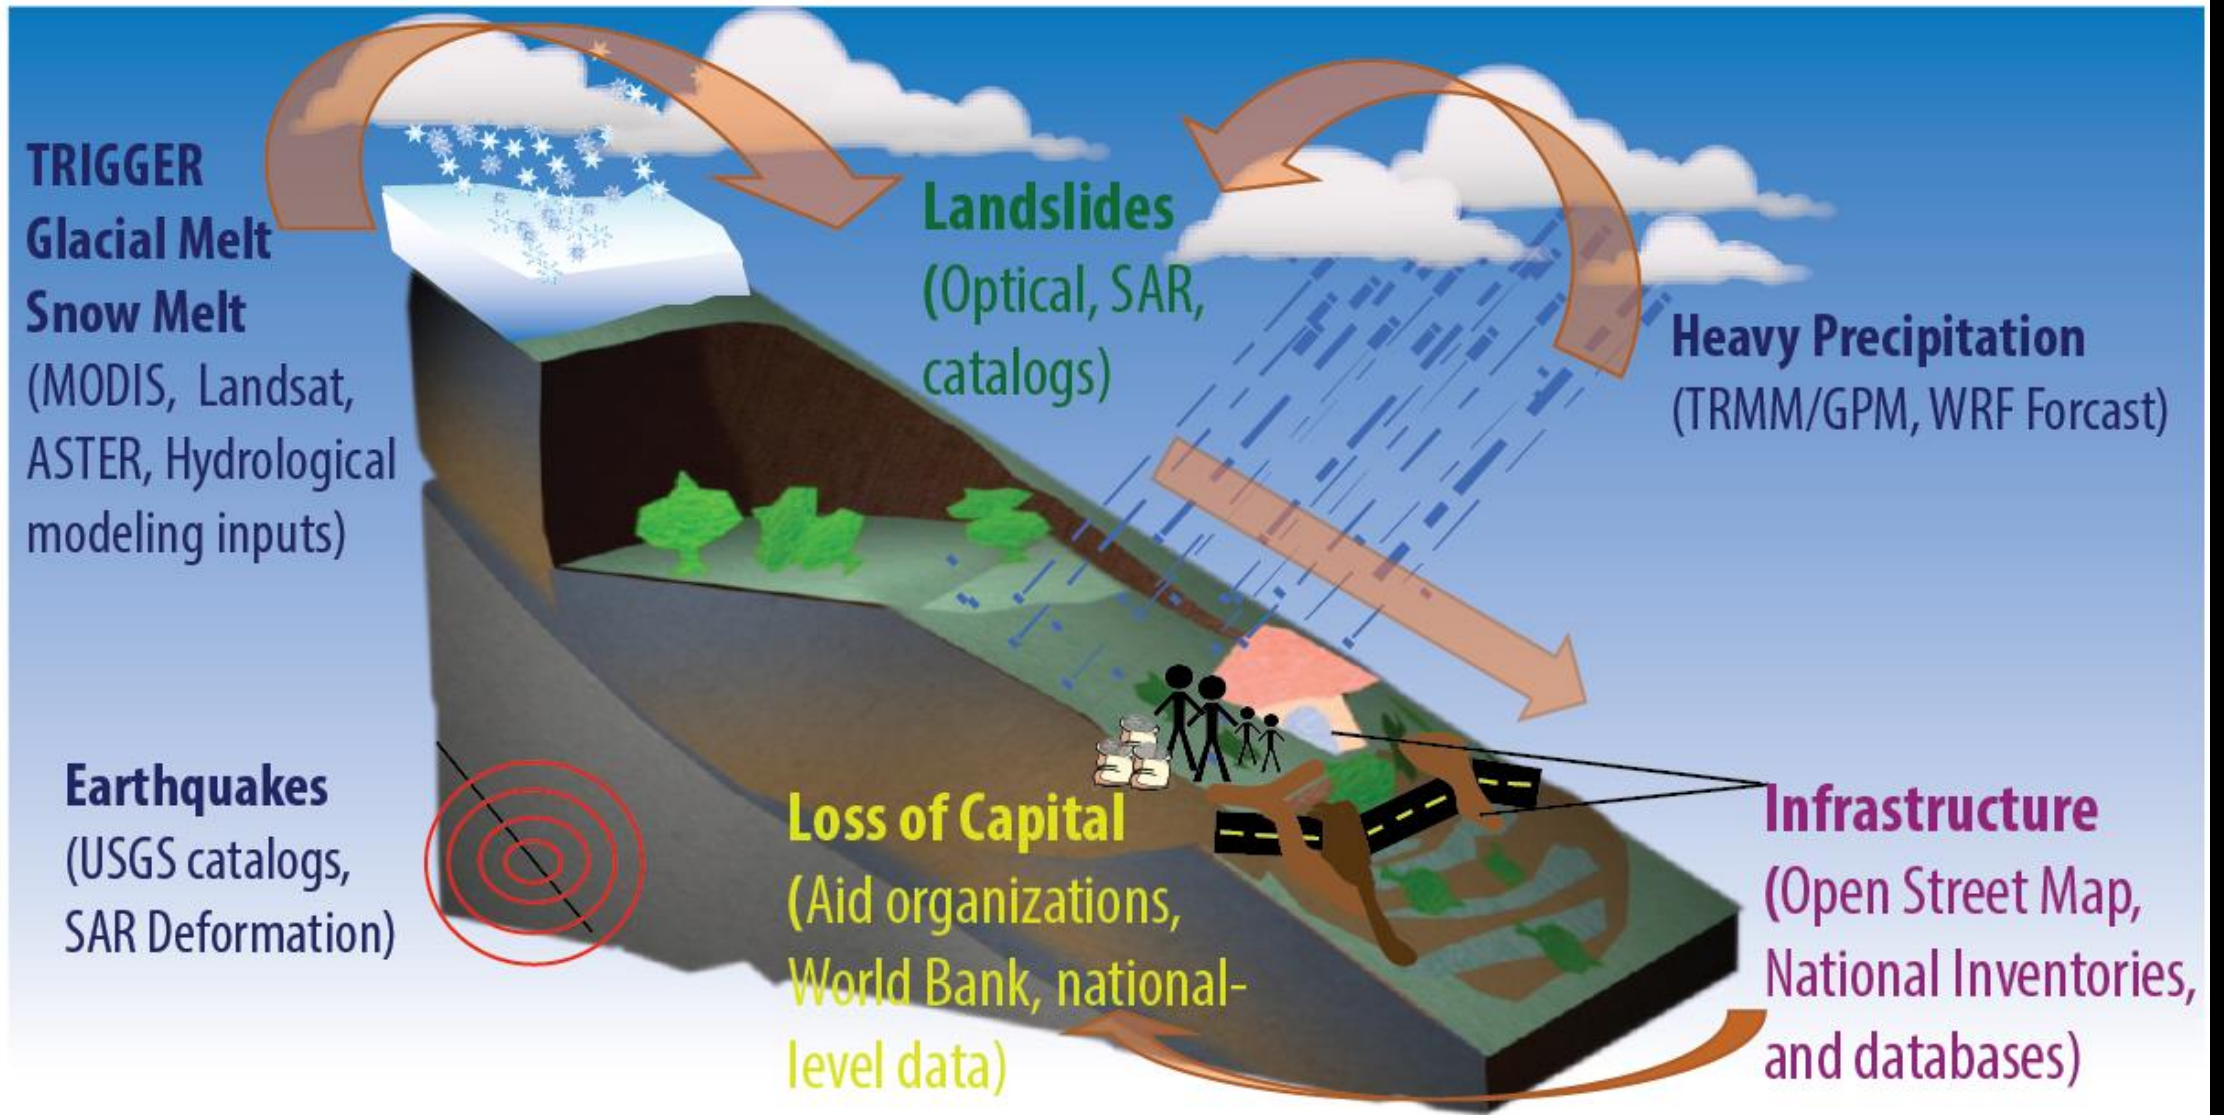 TRIGGER
Glacial Melt
Snow Melt
(MODIS, Landsat,
ASTER, Hydrological
modeling inputs)
Landslides
(Optical, SAR,
catalogs)
Heavy Precipitation
(TRMM/GPM, WRF Forcast)
Earthquakes
(USGS catalogs,
SAR Deformation)
Loss of Capital
(Aid organizations,
World Bank, national-
level data)
Infrastructure
(Open Street Map,
National Inventories,
and databases)